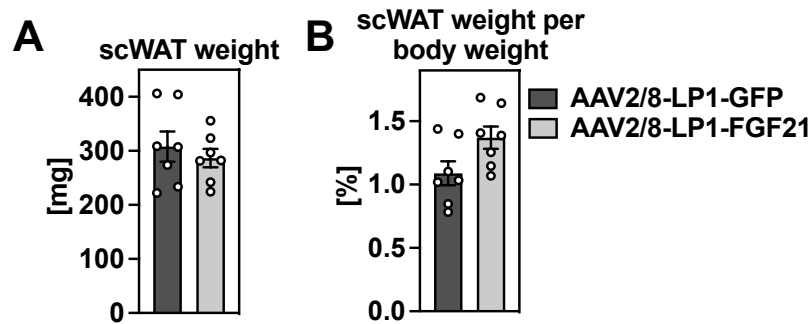 A
scWAT weight
[mg]
400
300
200
100
0
B
scWAT weight per
body weight
[%]
1.5
1.0
0.5
0.0
AAV2/8-LP1-GFP
AAV2/8-LP1-FGF21